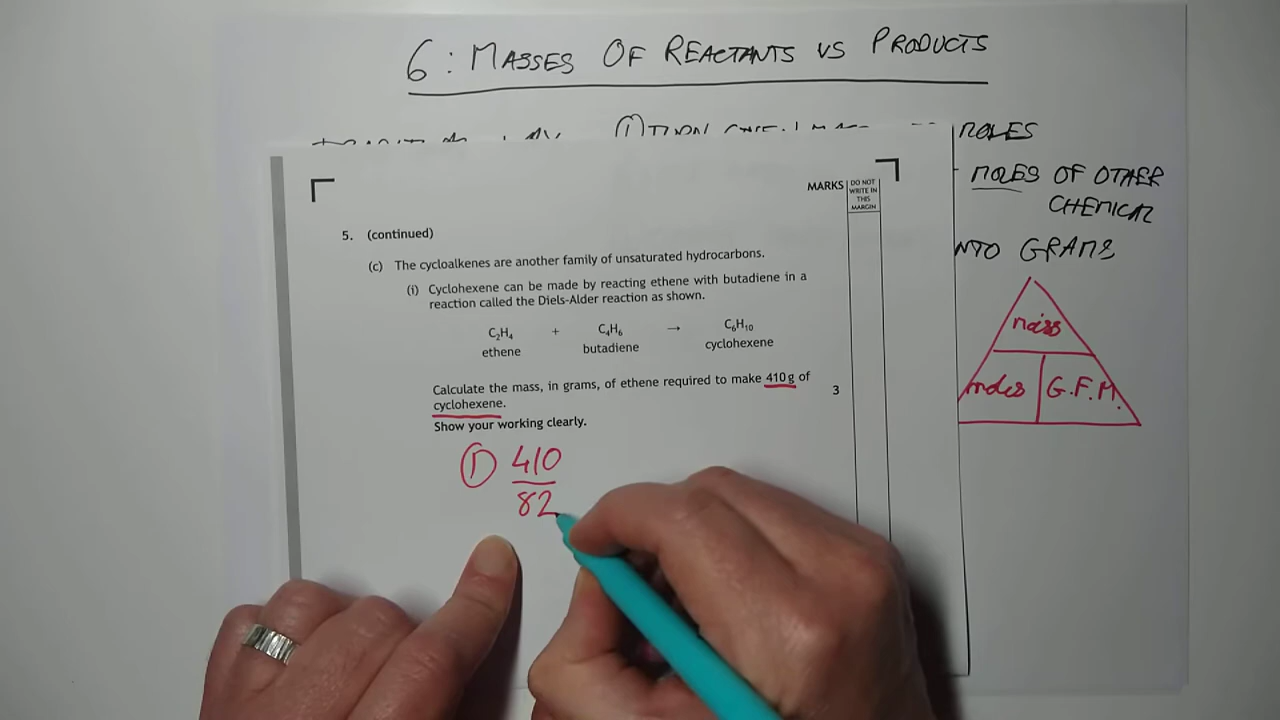 6: MASSES OF REACTANTS VS PRODUCTS
MOLES
MOLES OF OTHER
CHEMICAL
NTO GRAMS
mass
moles G.F.M.
MARKS
DO NOT
WRITE IN
THIS
MARGIN
5. (continued)
(c) The cycloalkenes are another family of unsaturated hydrocarbons.
(i) Cyclohexene can be made by reacting ethene with butadiene in a
reaction called the Diels-Alder reaction as shown.
C₂H₄ + C₄H₆ → C₆H₁₀
ethene butadiene cyclohexene
Calculate the mass, in grams, of ethene required to make 410 g of
cyclohexene.
3
Show your working clearly.
① 410
82